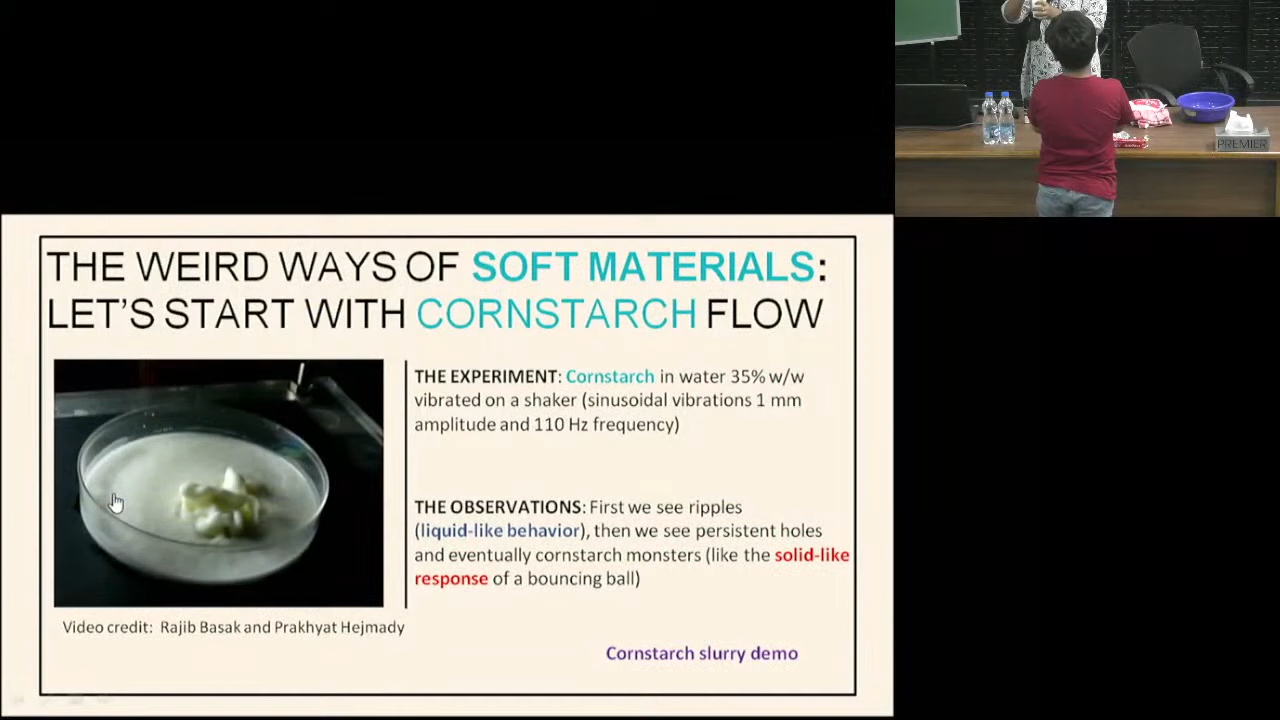 PREMIER
THE WEIRD WAYS OF SOFT MATERIALS:
LET'S START WITH CORNSTARCH FLOW
THE EXPERIMENT: Cornstarch in water 35% w/w
vibrated on a shaker (sinusoidal vibrations 1 mm
amplitude and 110 Hz frequency)
THE OBSERVATIONS: First we see ripples
(liquid-like behavior), then we see persistent holes
and eventually cornstarch monsters (like the solid-like
response of a bouncing ball)
Video credit: Rajib Basak and Prakhyat Hejmady
Cornstarch slurry demo